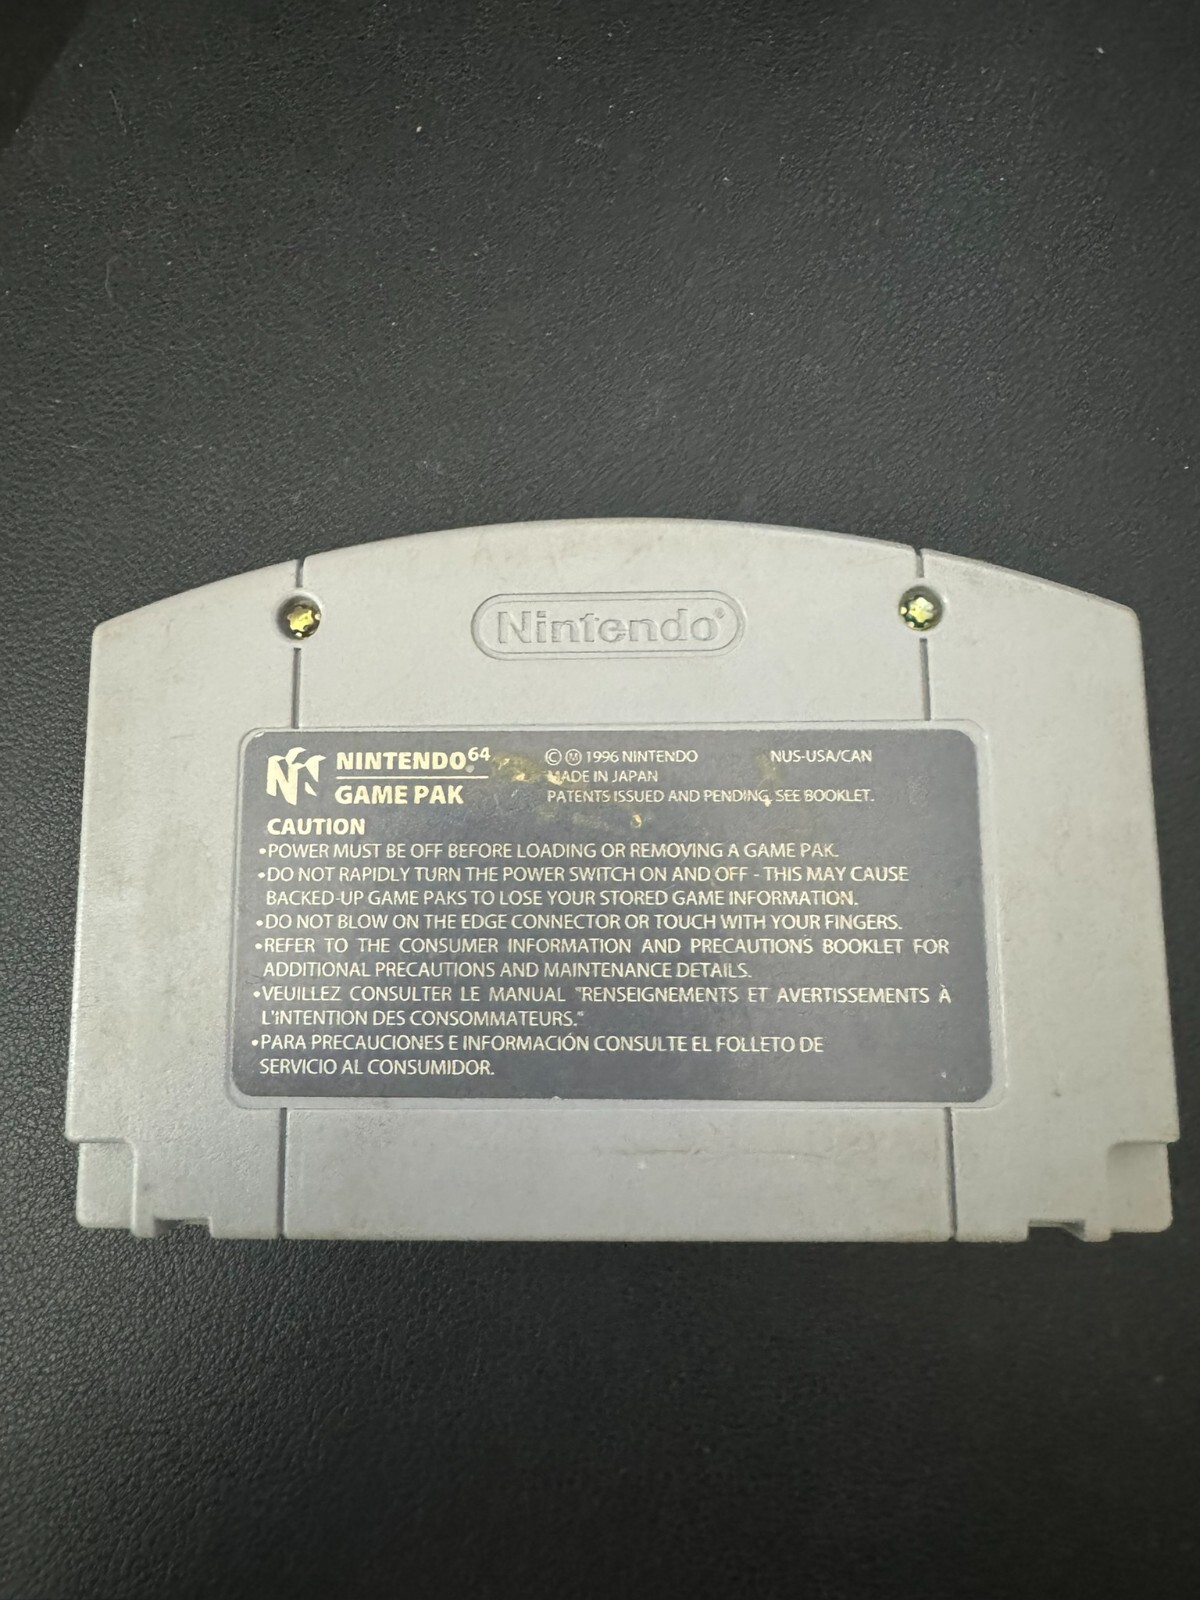 Nintendo®
NINTENDO64
GAME PAK
© Ⓜ 1996 NINTENDO NUS-USA/CAN
MADE IN JAPAN
PATENTS ISSUED AND PENDING, SEE BOOKLET.
CAUTION
•POWER MUST BE OFF BEFORE LOADING OR REMOVING A GAME PAK.
•DO NOT RAPIDLY TURN THE POWER SWITCH ON AND OFF - THIS MAY CAUSE
BACKED-UP GAME PAKS TO LOSE YOUR STORED GAME INFORMATION.
•DO NOT BLOW ON THE EDGE CONNECTOR OR TOUCH WITH YOUR FINGERS.
•REFER TO THE CONSUMER INFORMATION AND PRECAUTIONS BOOKLET FOR
ADDITIONAL PRECAUTIONS AND MAINTENANCE DETAILS.
•VEUILLEZ CONSULTER LE MANUAL "RENSEIGNEMENTS ET AVERTISSEMENTS À
L'INTENTION DES CONSOMMATEURS."
•PARA PRECAUCIONES E INFORMACIÓN CONSULTE EL FOLLETO DE
SERVICIO AL CONSUMIDOR.